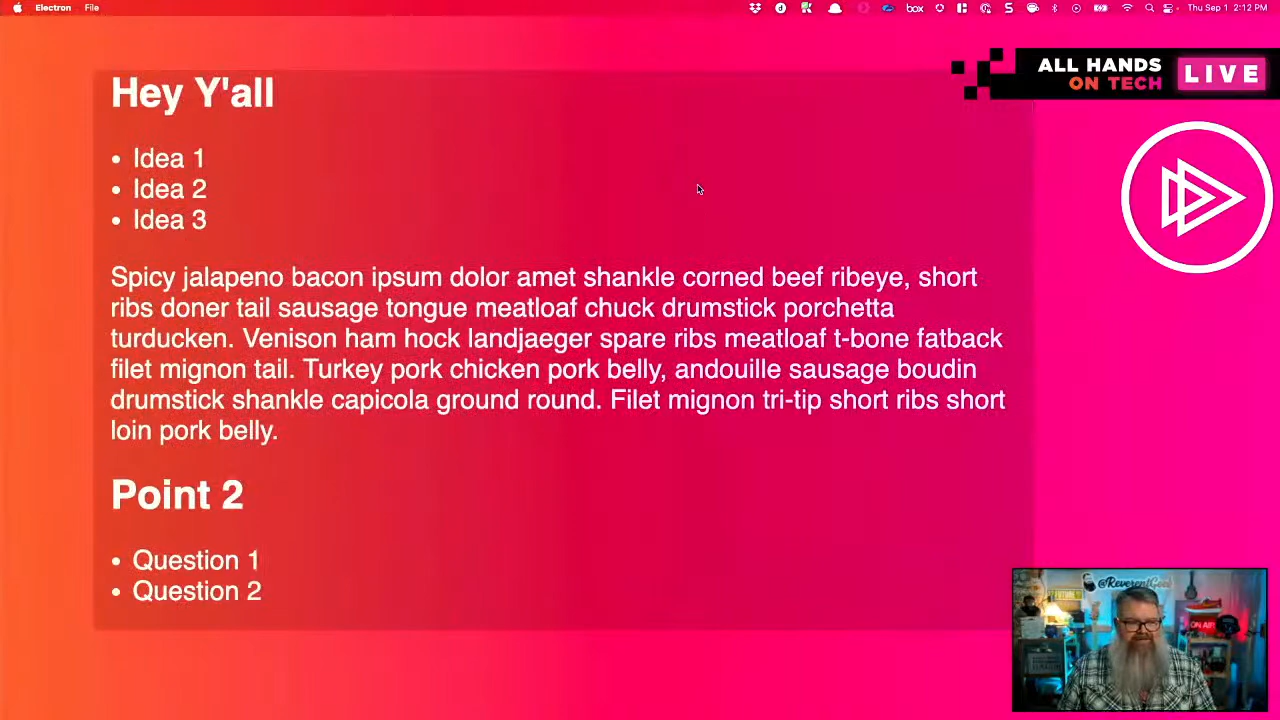 Electron File
box
Thu Sep 1 2:12 PM
ALL HANDS
ON TECH
LIVE
Hey Y'all
• Idea 1
• Idea 2
• Idea 3
Spicy jalapeno bacon ipsum dolor amet shankle corned beef ribeye, short
ribs doner tail sausage tongue meatloaf chuck drumstick porchetta
turducken. Venison ham hock landjaeger spare ribs meatloaf t-bone fatback
filet mignon tail. Turkey pork chicken pork belly, andouille sausage boudin
drumstick shankle capicola ground round. Filet mignon tri-tip short ribs short
loin pork belly.
Point 2
• Question 1
• Question 2
@ReverentGeek
ON AIR